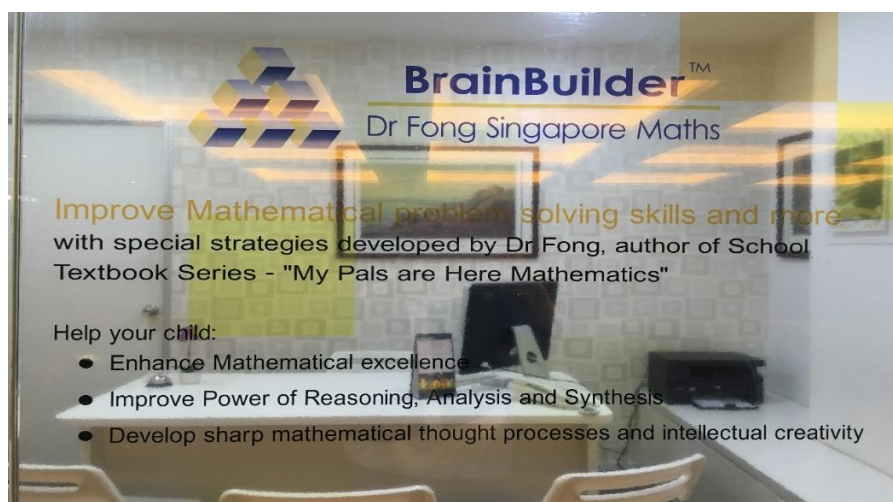 BrainBuilder™
Dr Fong Singapore Maths
Improve Mathematical problem solving skills and more
with special strategies developed by Dr Fong, author of School
Textbook Series - "My Pals are Here Mathematics"
Help your child:
● Enhance Mathematical excellence
● Improve Power of Reasoning, Analysis and Synthesis
● Develop sharp mathematical thought processes and intellectual creativity